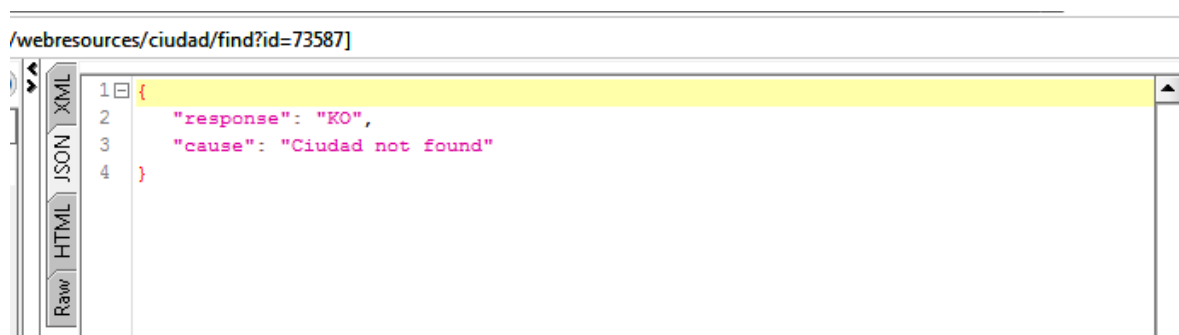 /webresources/ciudad/find?id=73587]
XML
JSON
HTML
Raw
1 {
2 "response": "KO",
3 "cause": "Ciudad not found"
4 }